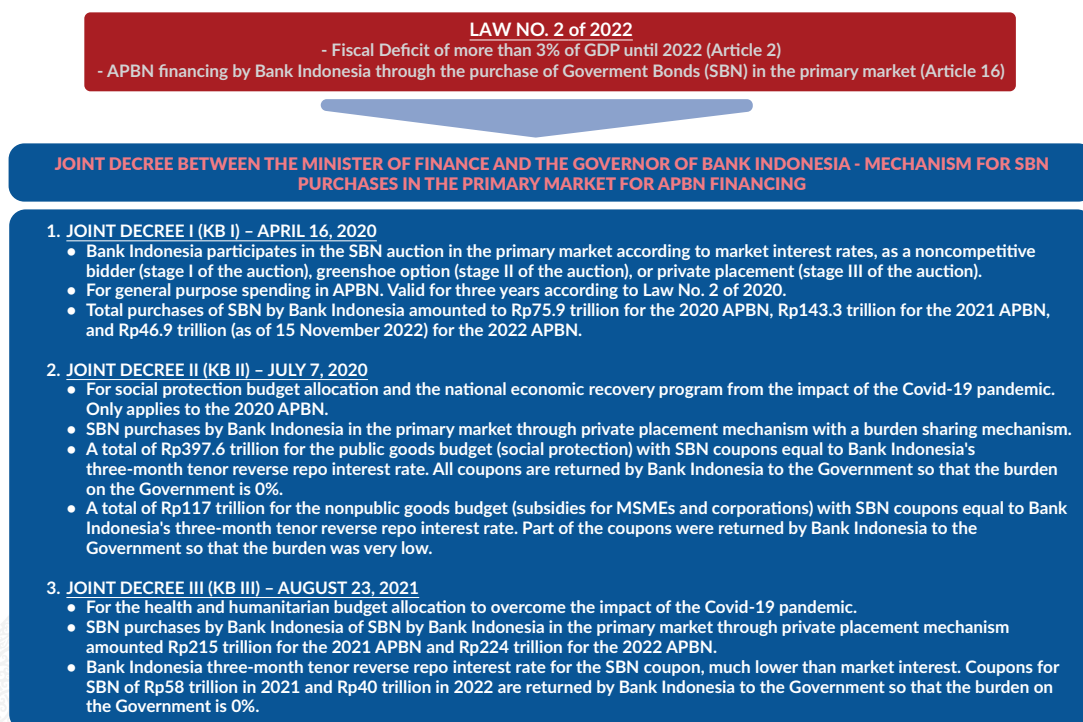 LAW NO. 2 of 2022
- Fiscal Deficit of more than 3% of GDP until 2022 (Article 2)
- APBN financing by Bank Indonesia through the purchase of Goverment Bonds (SBN) in the primary market (Article 16)
JOINT DECREE BETWEEN THE MINISTER OF FINANCE AND THE GOVERNOR OF BANK INDONESIA - MECHANISM FOR SBN
PURCHASES IN THE PRIMARY MARKET FOR APBN FINANCING
1. JOINT DECREE I (KB I) – APRIL 16, 2020
● Bank Indonesia participates in the SBN auction in the primary market according to market interest rates, as a noncompetitive
bidder (stage I of the auction), greenshoe option (stage II of the auction), or private placement (stage III of the auction).
● For general purpose spending in APBN. Valid for three years according to Law No. 2 of 2020.
● Total purchases of SBN by Bank Indonesia amounted to Rp75.9 trillion for the 2020 APBN, Rp143.3 trillion for the 2021 APBN,
and Rp46.9 trillion (as of 15 November 2022) for the 2022 APBN.
2. JOINT DECREE II (KB II) – JULY 7, 2020
● For social protection budget allocation and the national economic recovery program from the impact of the Covid-19 pandemic.
Only applies to the 2020 APBN.
● SBN purchases by Bank Indonesia in the primary market through private placement mechanism with a burden sharing mechanism.
● A total of Rp397.6 trillion for the public goods budget (social protection) with SBN coupons equal to Bank Indonesia's
three-month tenor reverse repo interest rate. All coupons are returned by Bank Indonesia to the Government so that the burden
on the Government is 0%.
● A total of Rp117 trillion for the nonpublic goods budget (subsidies for MSMEs and corporations) with SBN coupons equal to Bank
Indonesia's three-month tenor reverse repo interest rate. Part of the coupons were returned by Bank Indonesia to the
Government so that the burden was very low.
3. JOINT DECREE III (KB III) – AUGUST 23, 2021
● For the health and humanitarian budget allocation to overcome the impact of the Covid-19 pandemic.
● SBN purchases by Bank Indonesia of SBN by Bank Indonesia in the primary market through private placement mechanism
amounted Rp215 trillion for the 2021 APBN and Rp224 trillion for the 2022 APBN.
● Bank Indonesia three-month tenor reverse repo interest rate for the SBN coupon, much lower than market interest. Coupons for
SBN of Rp58 trillion in 2021 and Rp40 trillion in 2022 are returned by Bank Indonesia to the Government so that the burden on
the Government is 0%.